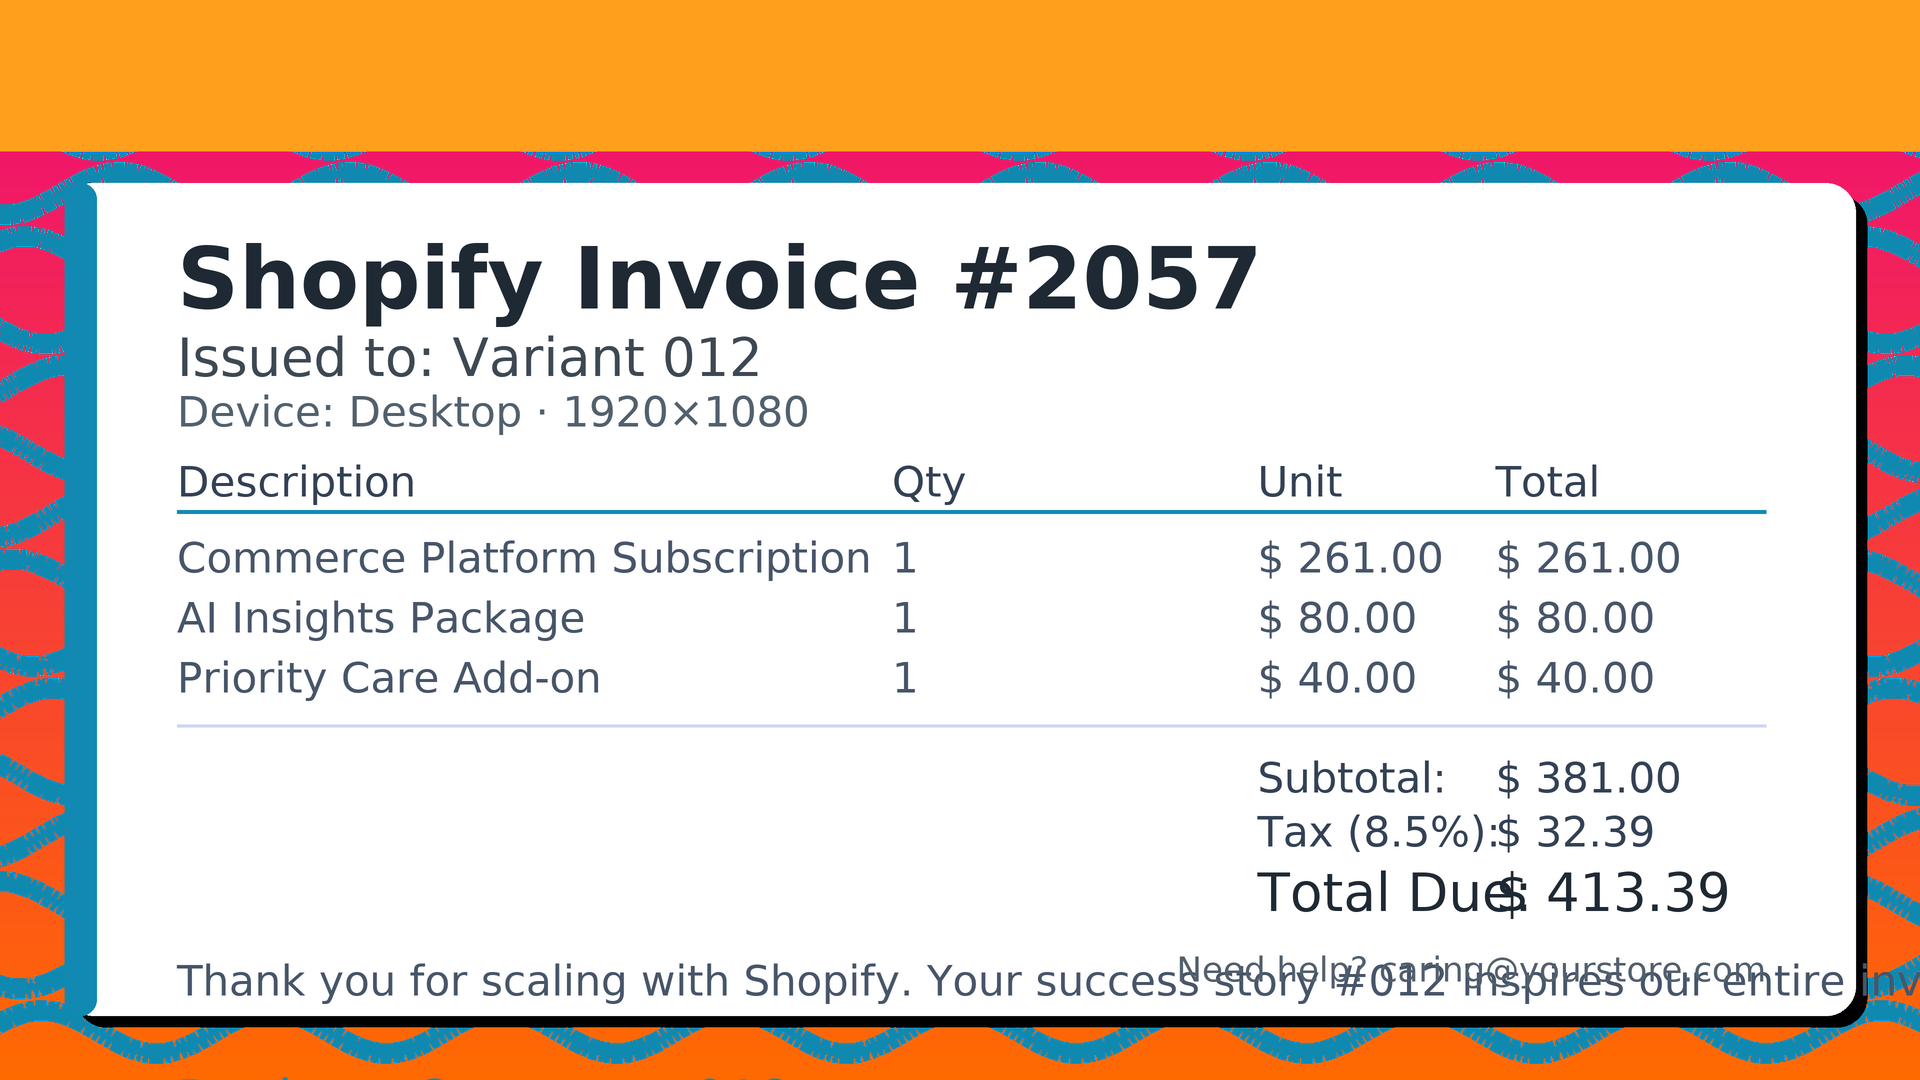 Shopify Invoice #2057
Issued to: Variant 012
Device: Desktop · 1920×1080
Description Qty Unit Total
Commerce Platform Subscription 1 $ 261.00 $ 261.00
AI Insights Package 1 $ 80.00 $ 80.00
Priority Care Add-on 1 $ 40.00 $ 40.00
Subtotal: $ 381.00
Tax (8.5%): $ 32.39
Total Due: $ 413.39
Need help? caring@yourstore.com
Thank you for scaling with Shopify. Your success story #012 inspires our entire inv